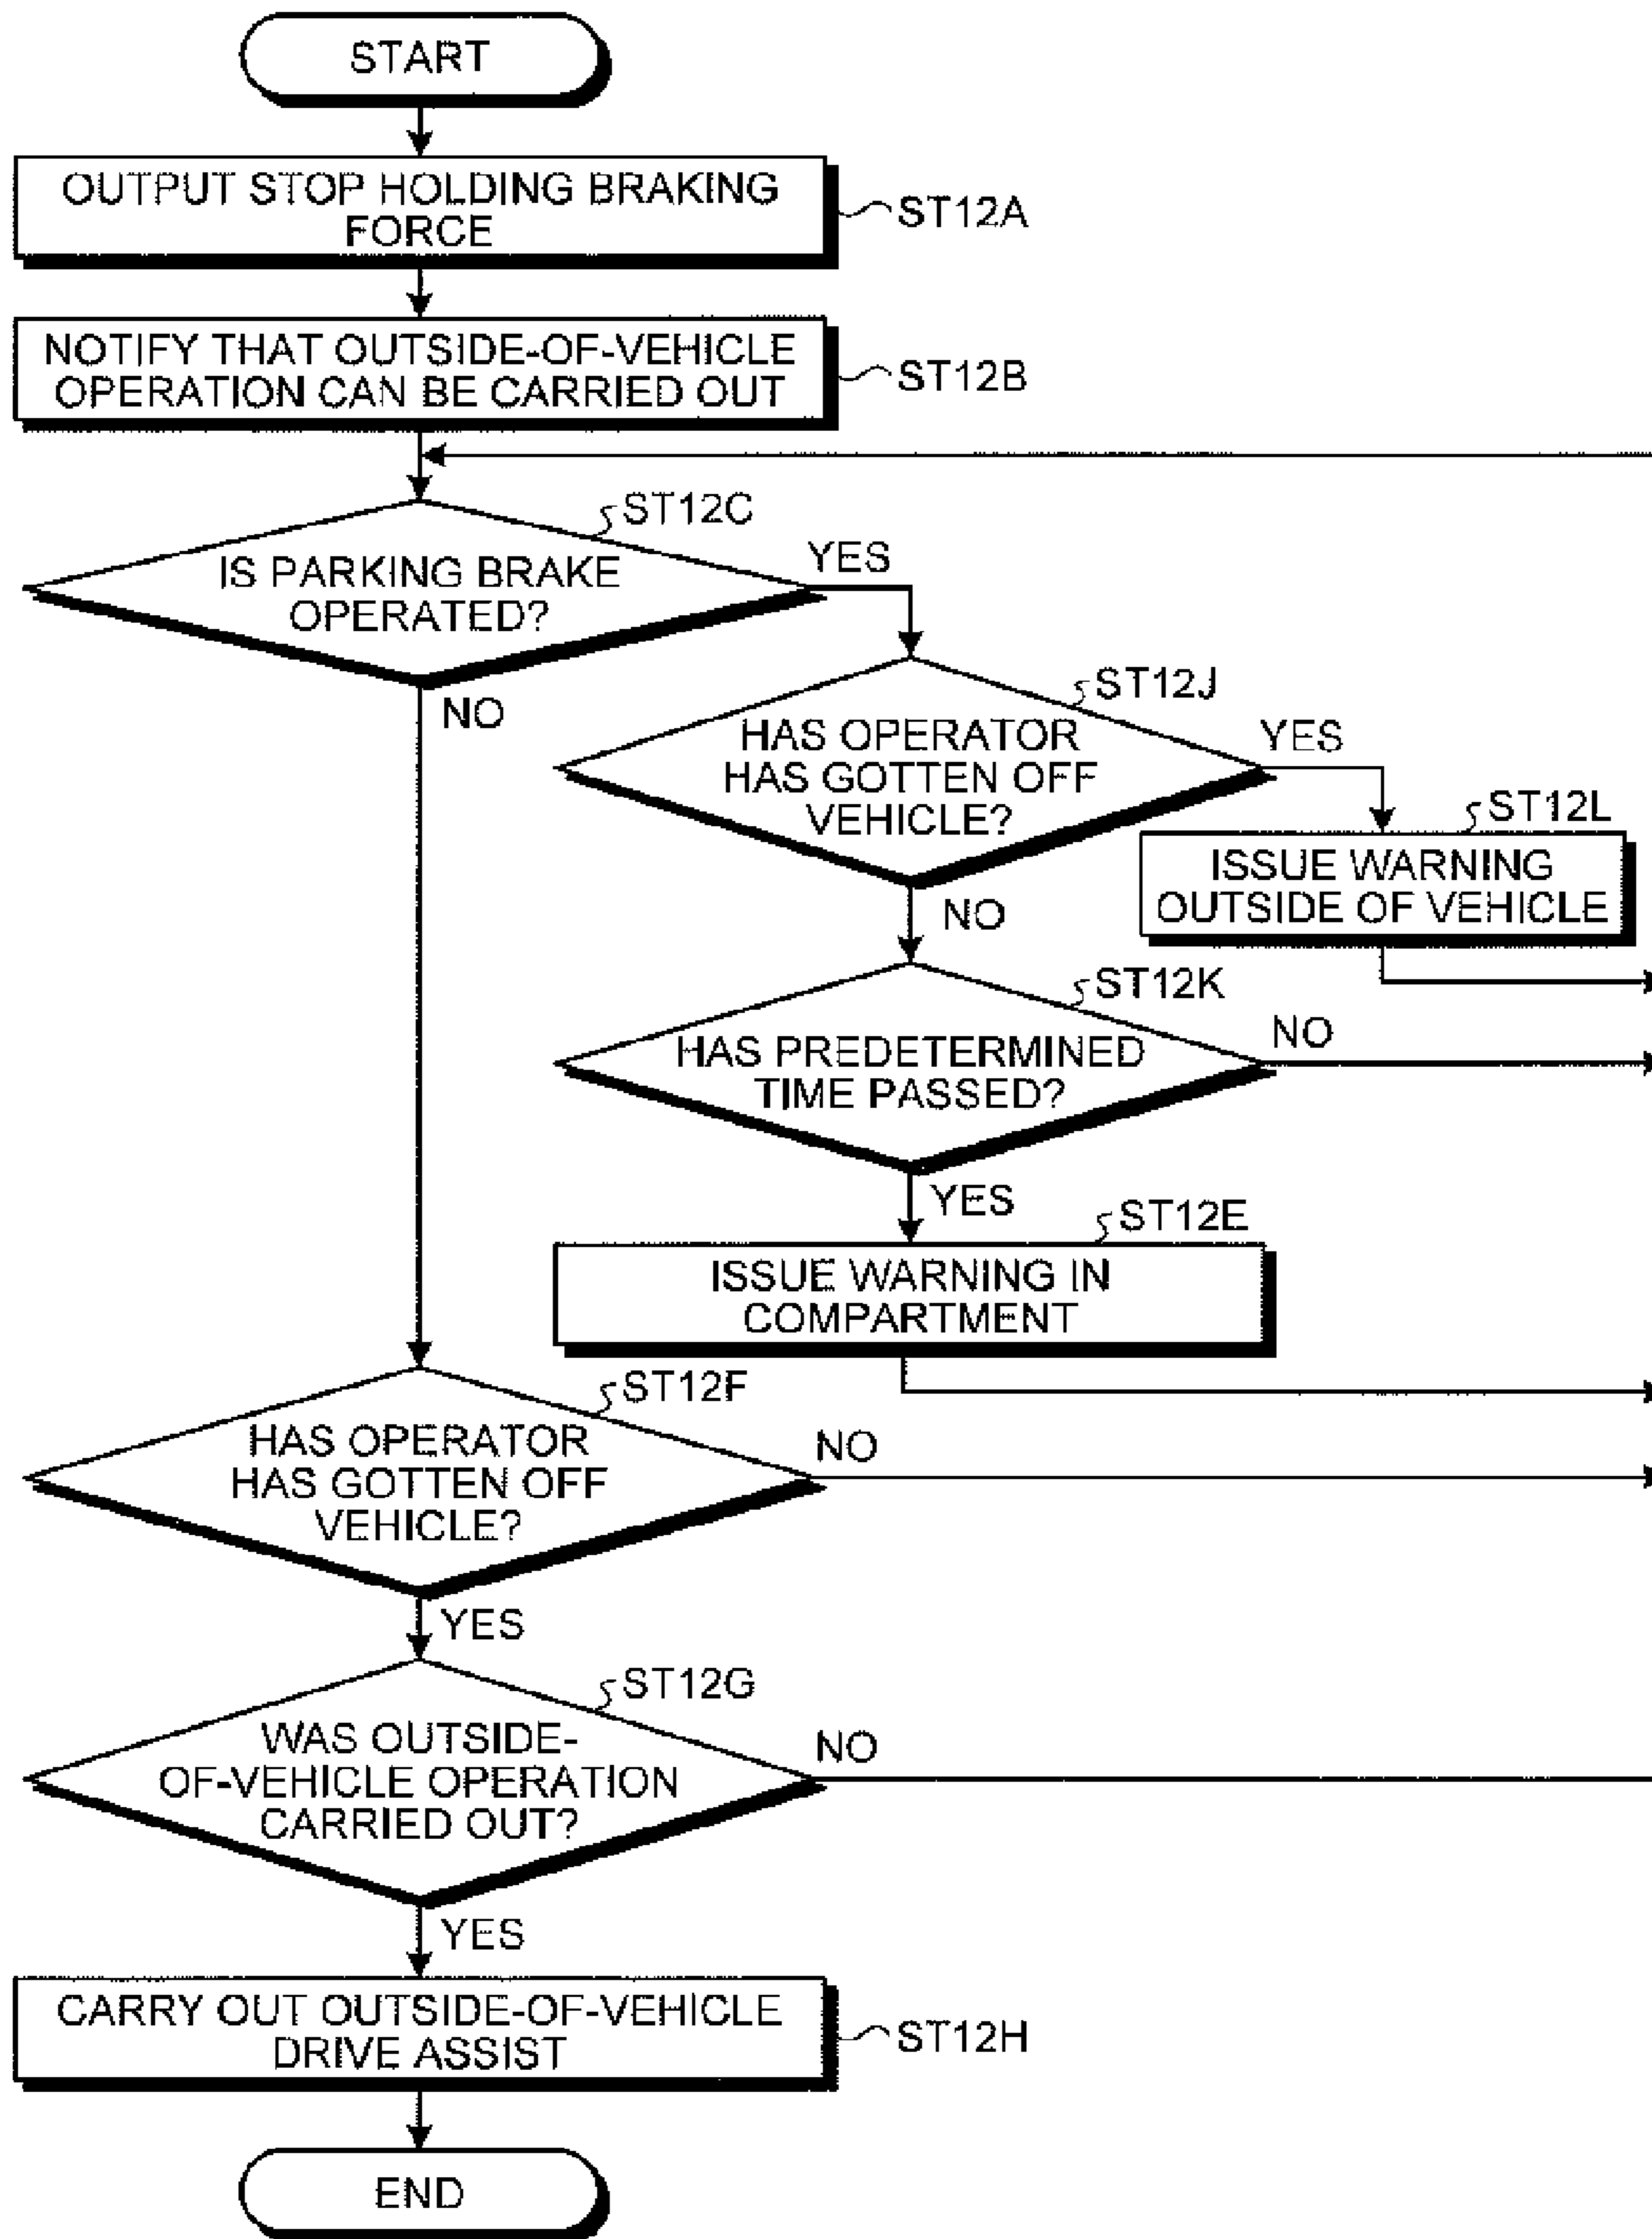 START
OUTPUT STOP HOLDING BRAKING
FORCE
ST12A
NOTIFY THAT OUTSIDE-OF-VEHICLE
OPERATION CAN BE CARRIED OUT
ST12B
ST12C
IS PARKING BRAKE
OPERATED?
YES
NO
ST12J
HAS OPERATOR
HAS GOTTEN OFF
VEHICLE?
YES
NO
ST12L
ISSUE WARNING
OUTSIDE OF VEHICLE
ST12K
HAS PREDETERMINED
TIME PASSED?
NO
YES
ST12E
ISSUE WARNING IN
COMPARTMENT
ST12F
HAS OPERATOR
HAS GOTTEN OFF
VEHICLE?
NO
YES
ST12G
WAS OUTSIDE-
OF-VEHICLE OPERATION
CARRIED OUT?
NO
YES
CARRY OUT OUTSIDE-OF-VEHICLE
DRIVE ASSIST
ST12H
END